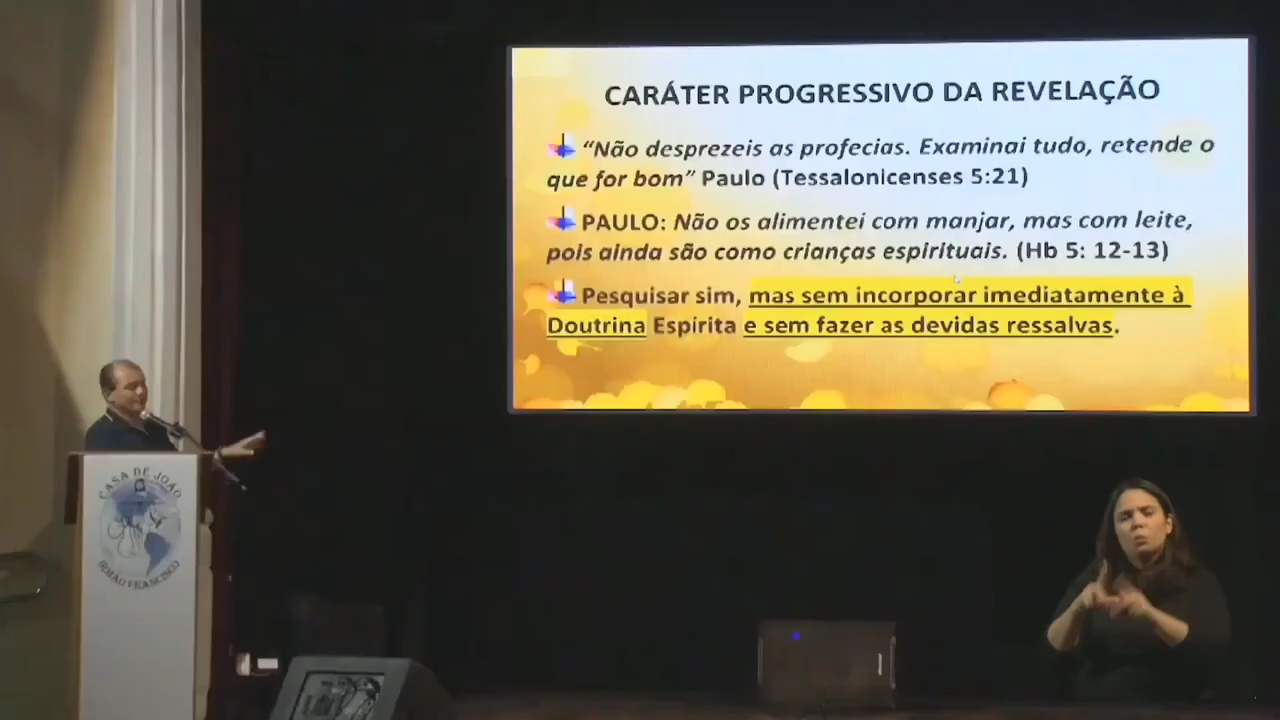 CARÁTER PROGRESSIVO DA REVELAÇÃO
“Não desprezeis as profecias. Examinai tudo, retende o
que for bom” Paulo (Tessalonicenses 5:21)
PAULO: Não os alimentei com manjar, mas com leite,
pois ainda são como crianças espirituais. (Hb 5: 12-13)
Pesquisar sim, mas sem incorporar imediatamente à
Doutrina Espírita e sem fazer as devidas ressalvas.
CASA DE JOÃO
IRMÃO FRANCISCO